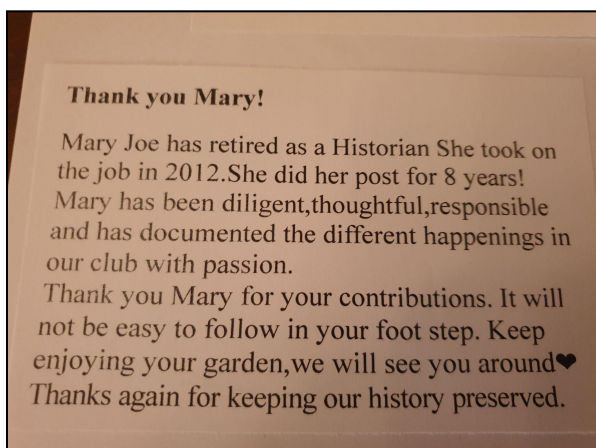 Thank you Mary!
Mary Joe has retired as a Historian She took on
the job in 2012.She did her post for 8 years!
Mary has been diligent,thoughtful,responsible
and has documented the different happenings in
our club with passion.
Thank you Mary for your contributions. It will
not be easy to follow in your foot step. Keep
enjoying your garden,we will see you around❤
Thanks again for keeping our history preserved.